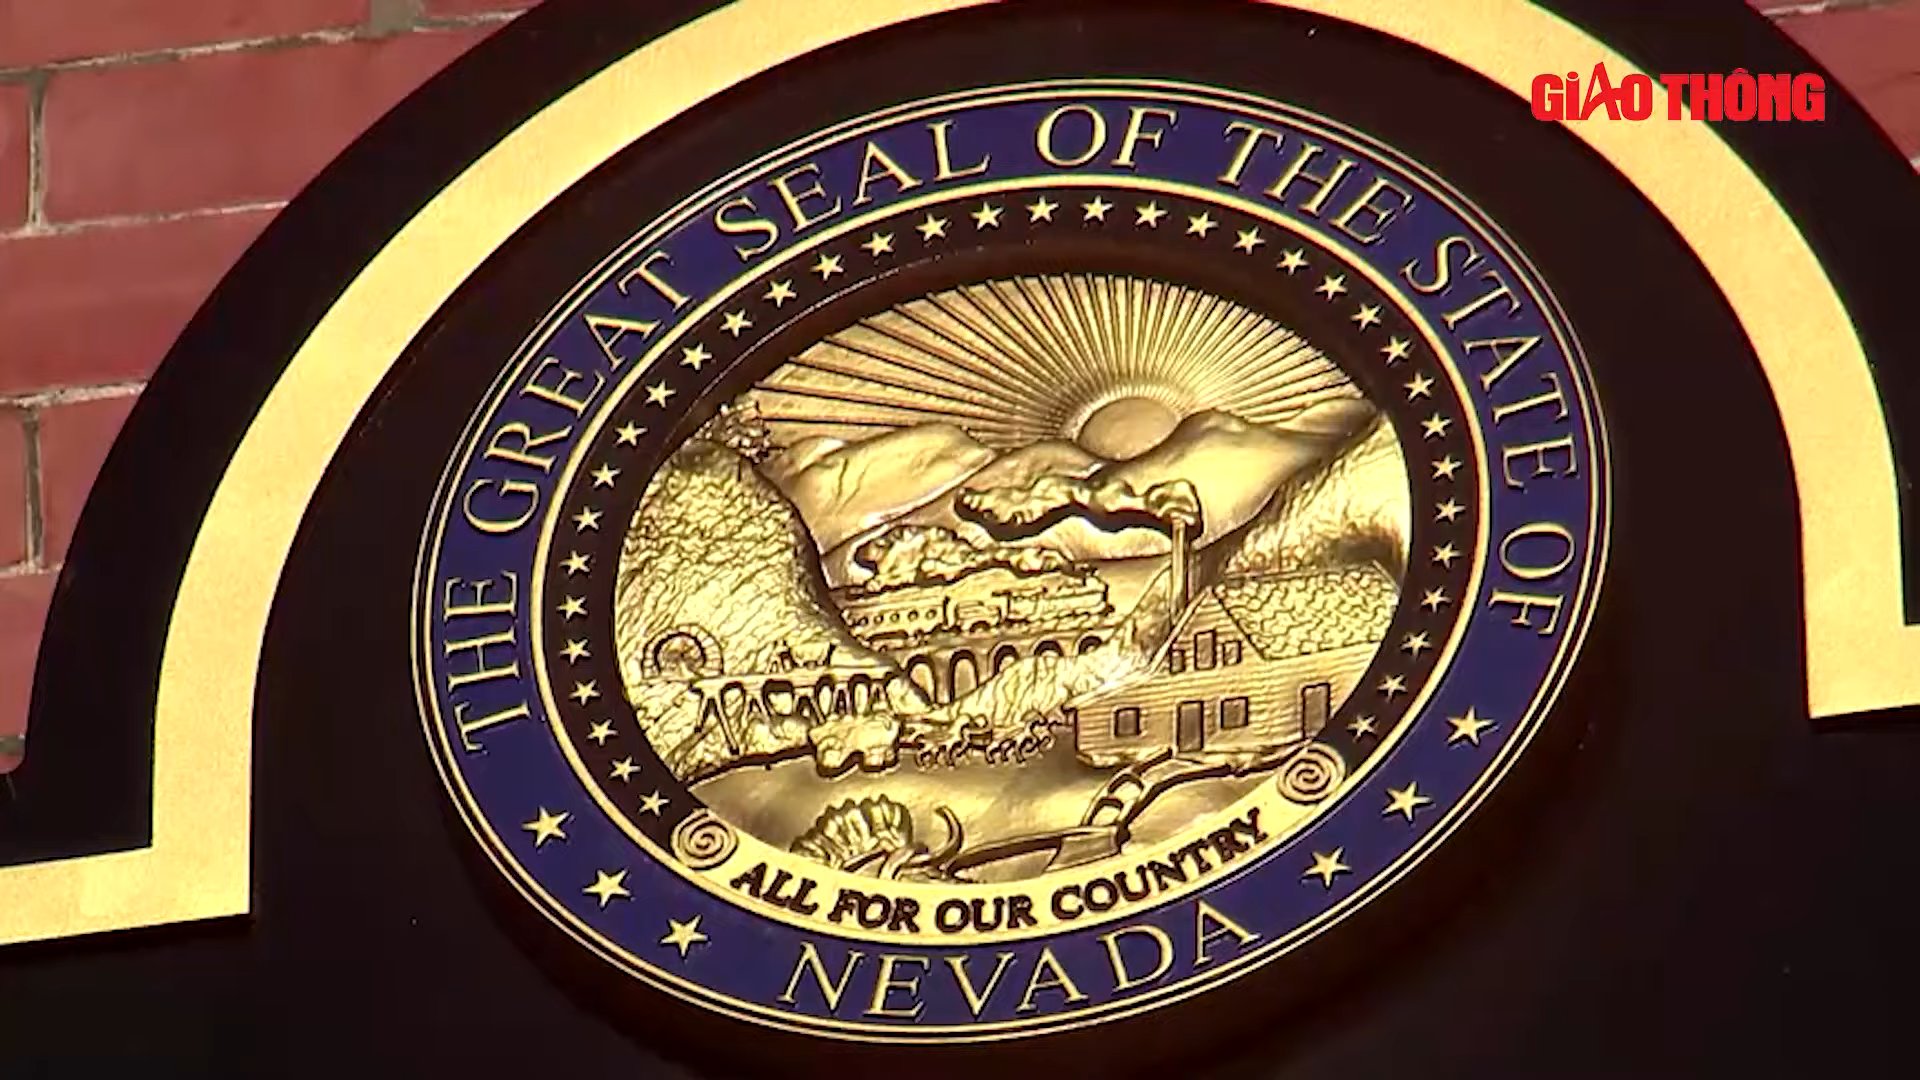 GIAO THÔNG
THE GREAT SEAL OF THE STATE OF
NEVADA
ALL FOR OUR COUNTRY